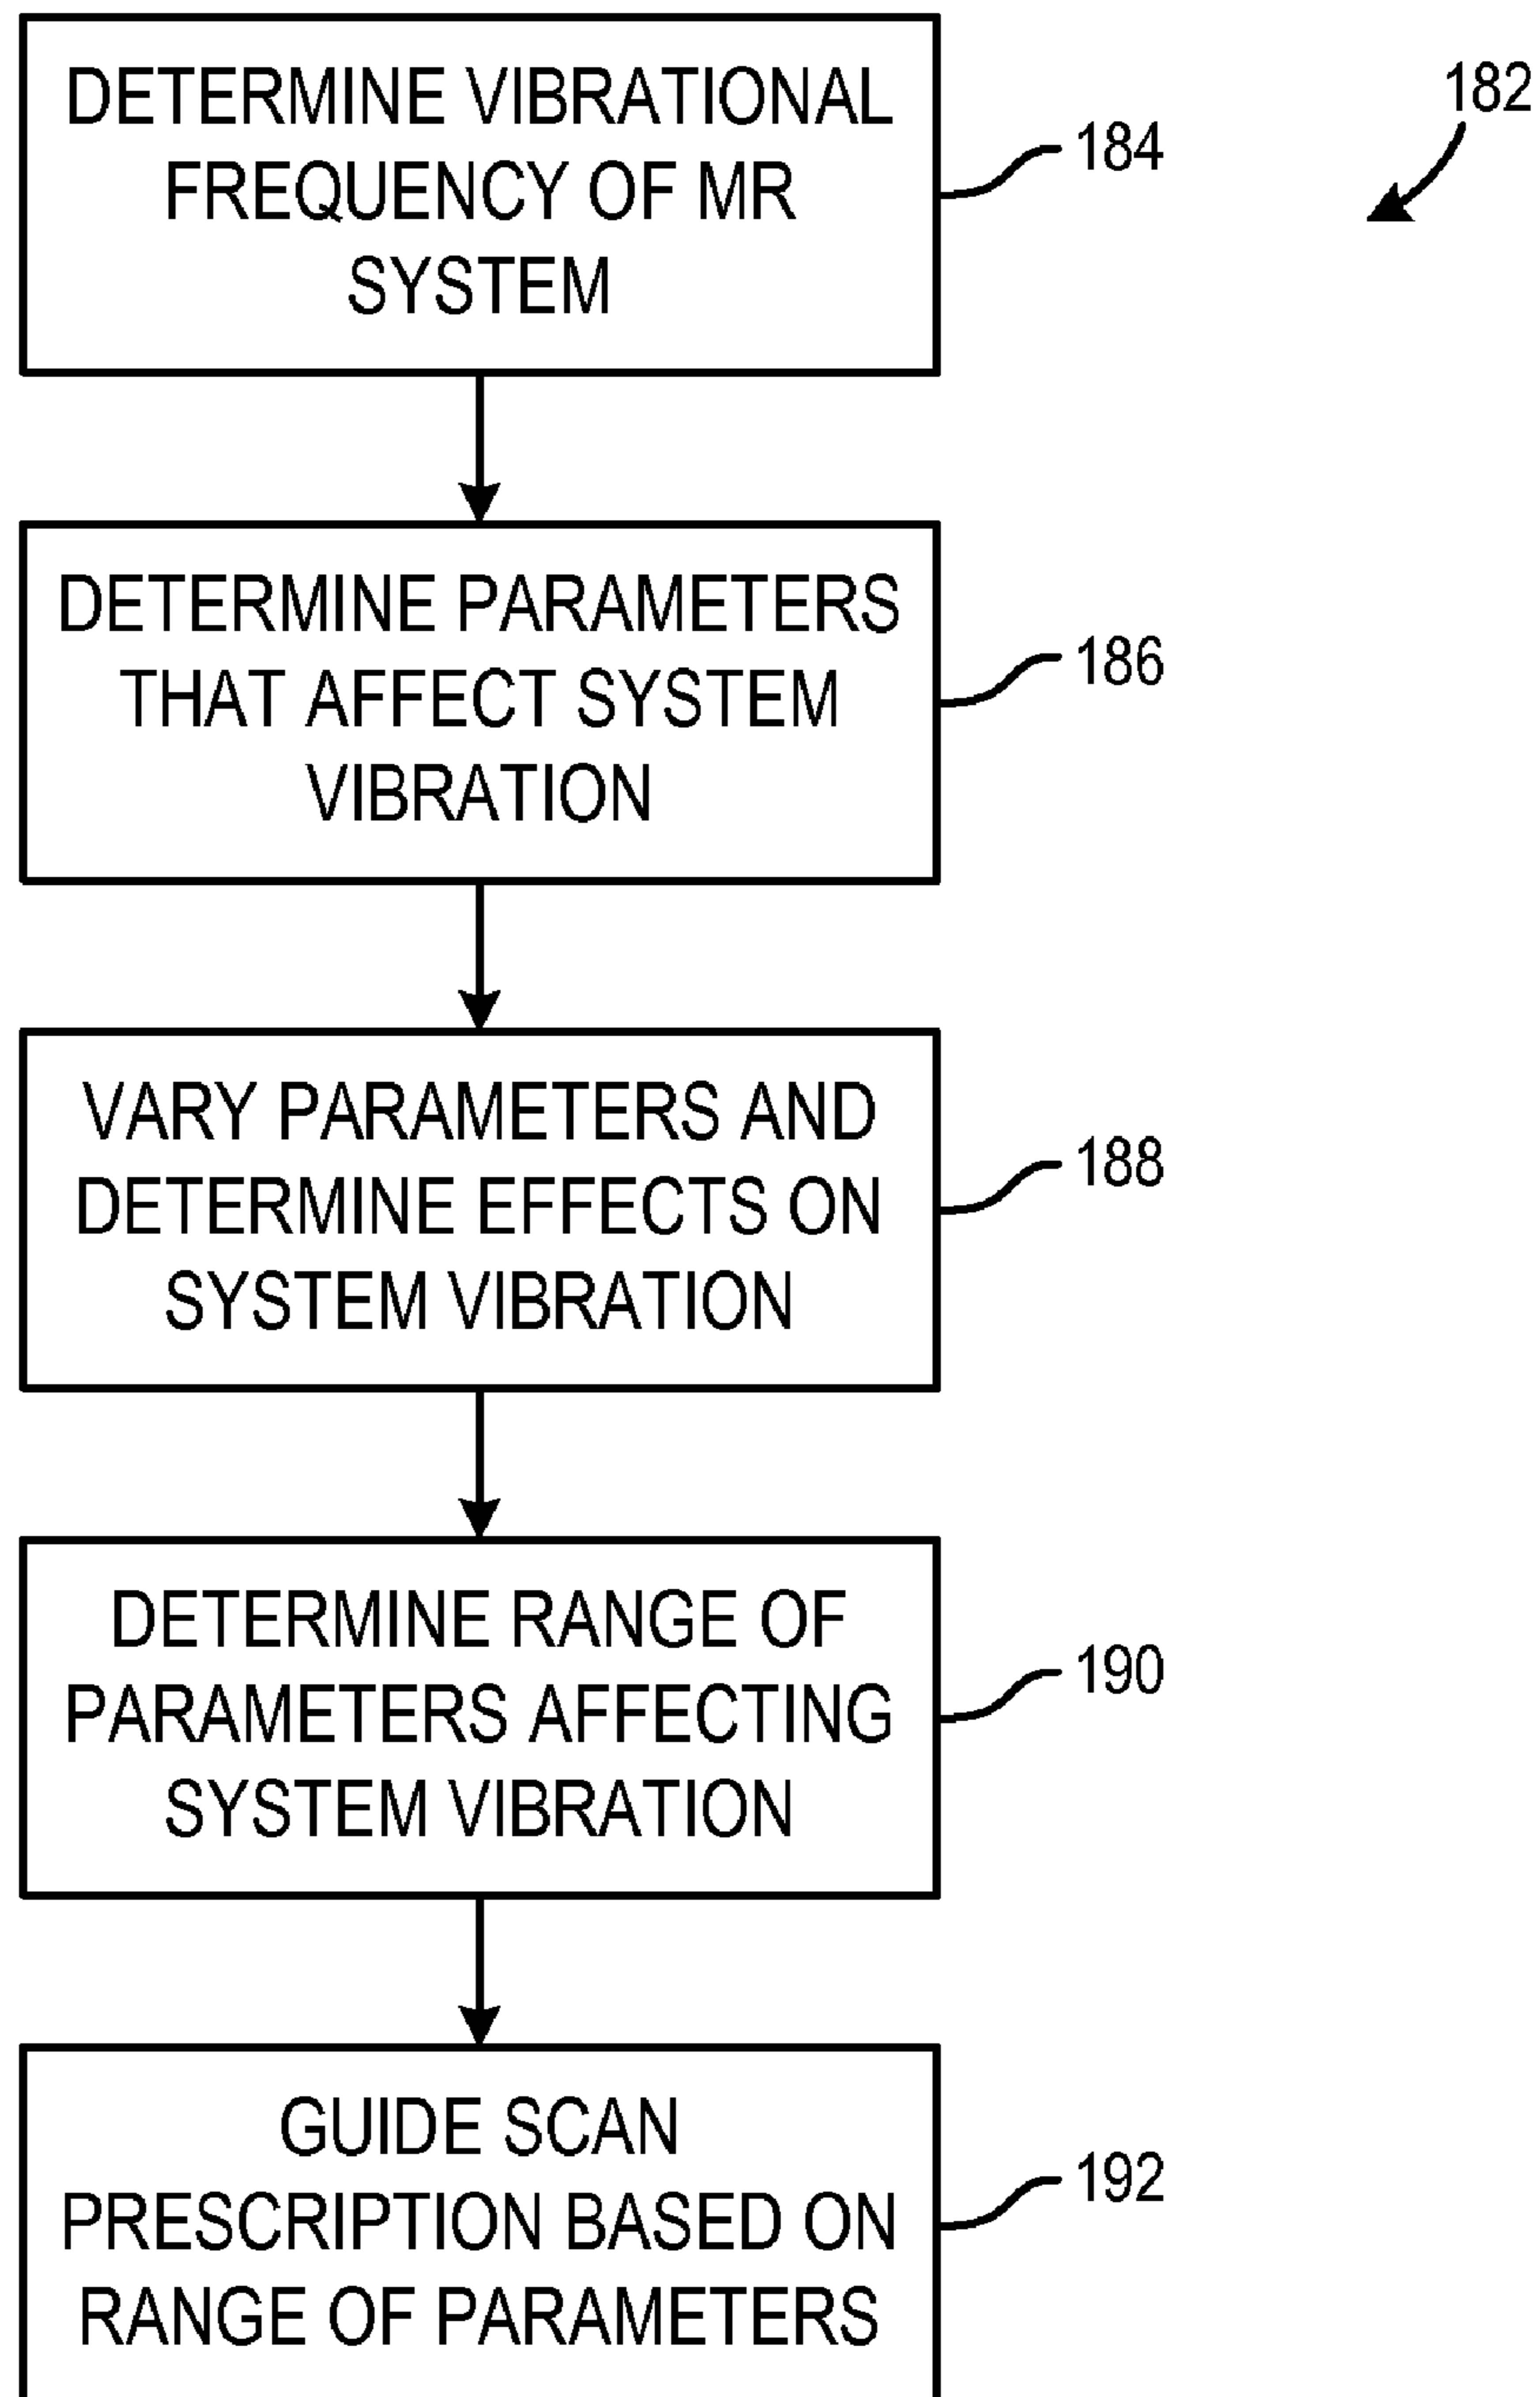 DETERMINE VIBRATIONAL
FREQUENCY OF MR
SYSTEM
184
182
DETERMINE PARAMETERS
THAT AFFECT SYSTEM
VIBRATION
186
VARY PARAMETERS AND
DETERMINE EFFECTS ON
SYSTEM VIBRATION
188
DETERMINE RANGE OF
PARAMETERS AFFECTING
SYSTEM VIBRATION
190
GUIDE SCAN
PRESCRIPTION BASED ON
RANGE OF PARAMETERS
192